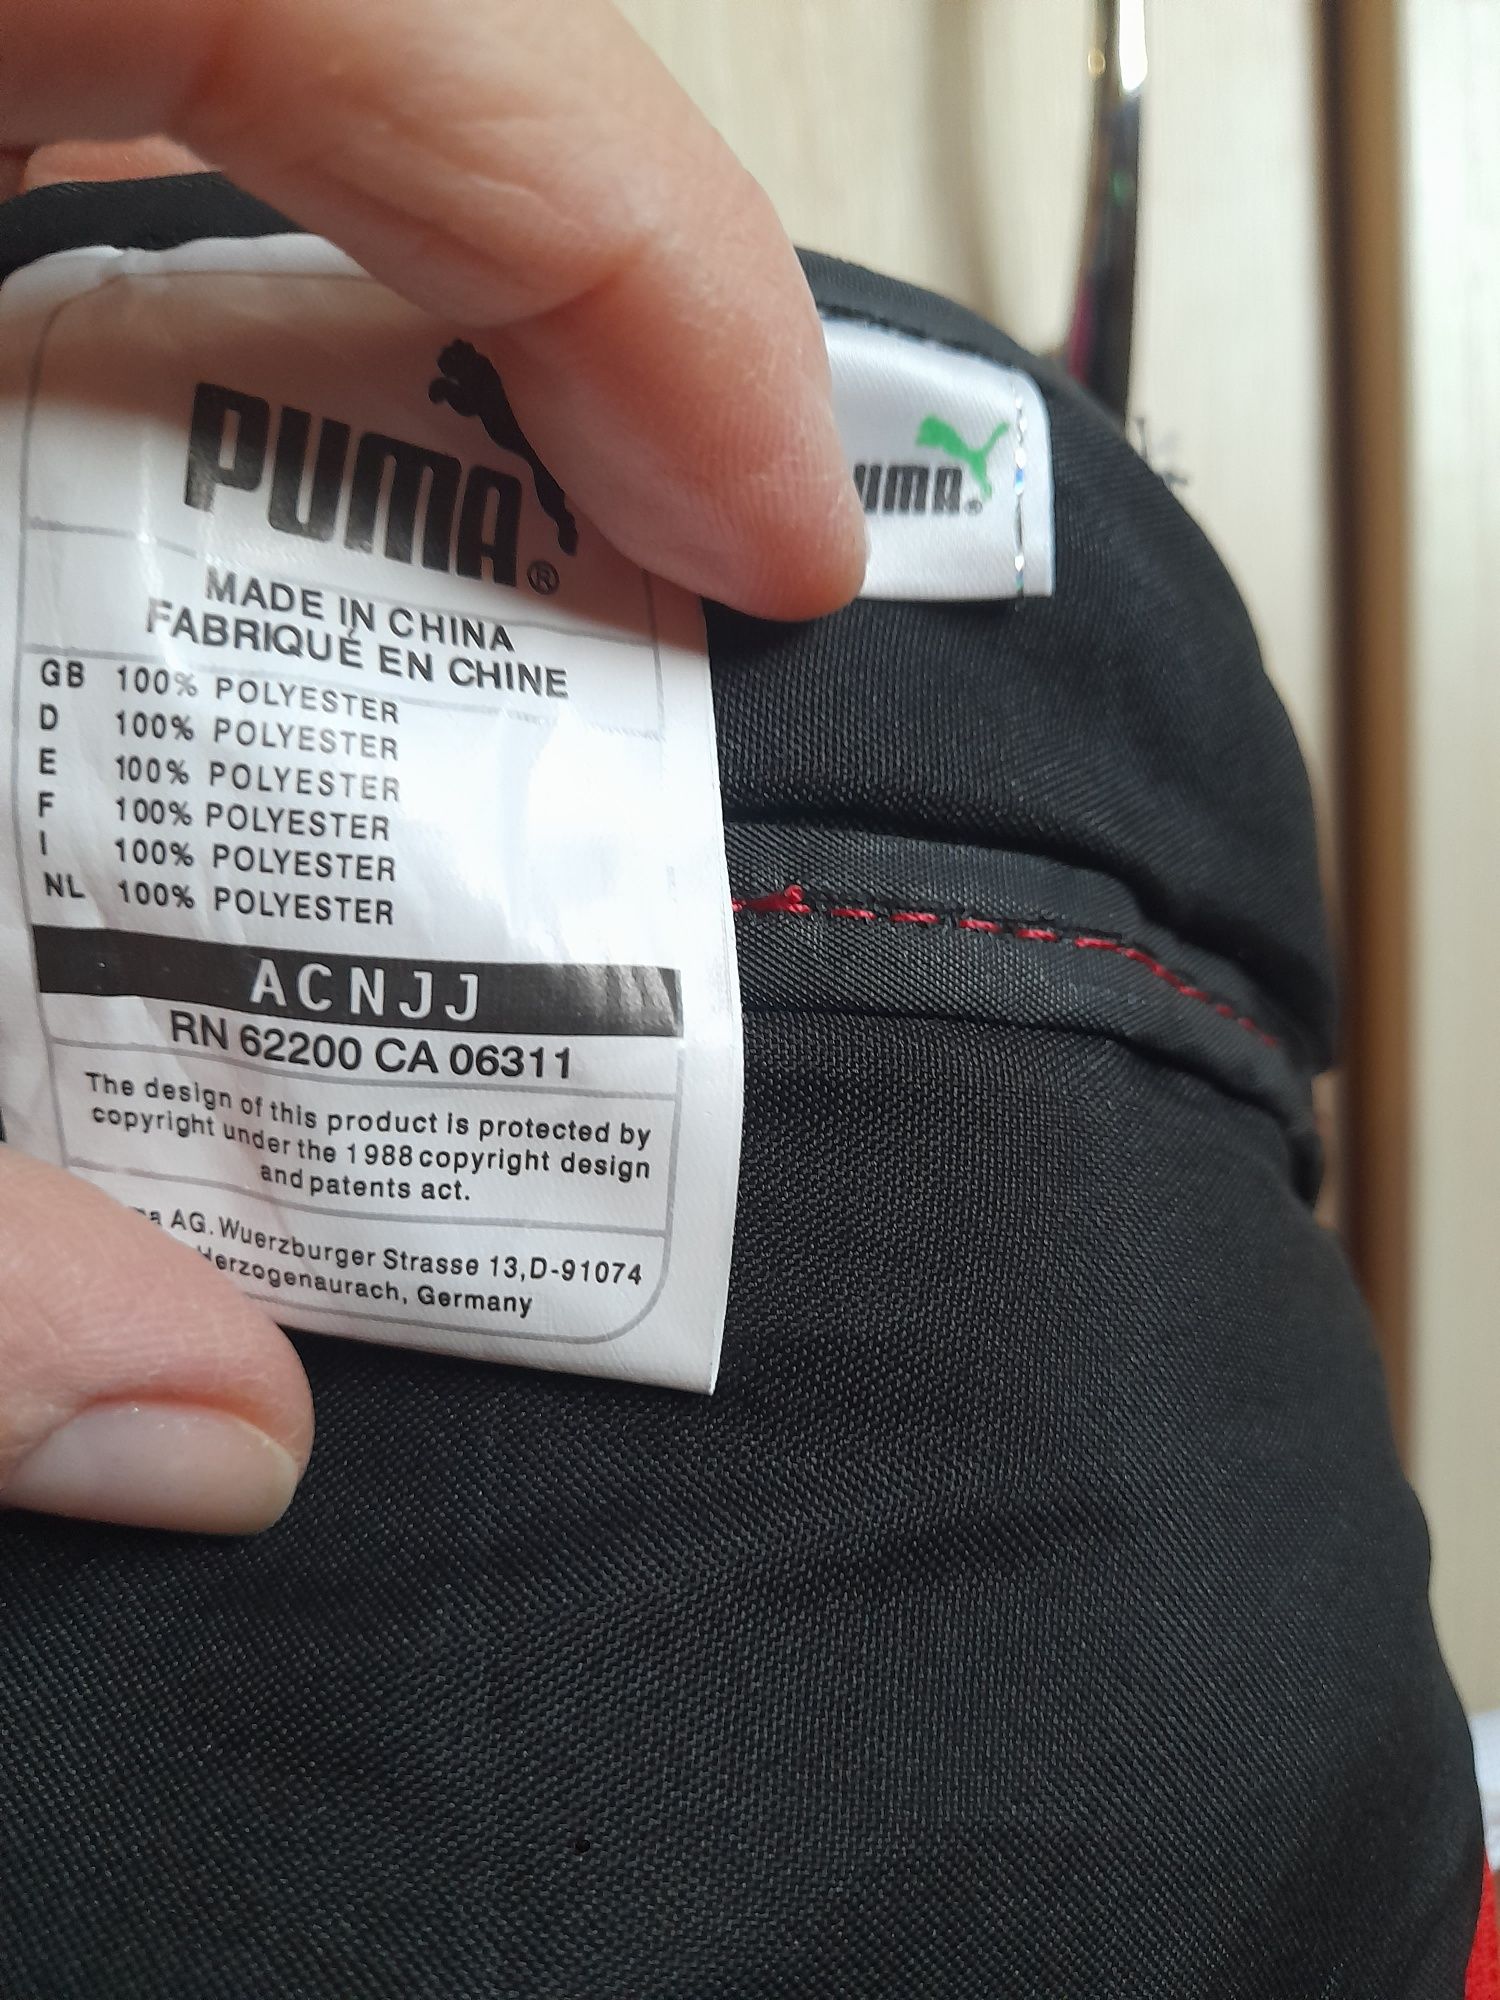 PUMA®
MADE IN CHINA
FABRIQUÉ EN CHINE
GB 100% POLYESTER
D 100% POLYESTER
E 100% POLYESTER
F 100% POLYESTER
I 100% POLYESTER
NL 100% POLYESTER
ACNJJ
RN 62200 CA 06311
The design of this product is protected by
copyright under the 1988 copyright design
and patents act.
AG. Wuerzburger Strasse 13,D-91074
Herzogenaurach, Germany